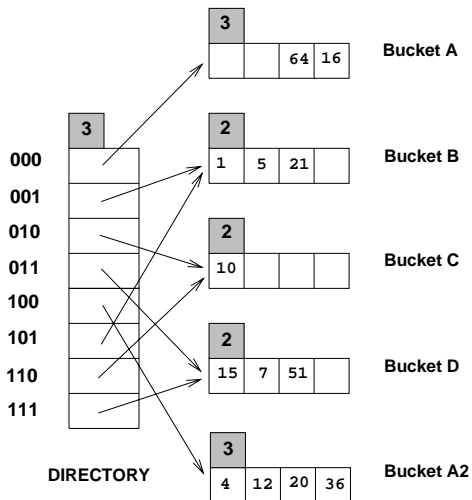 3
64 16 Bucket A
3
2
000
1 5 21 Bucket B
001
2
010
10 Bucket C
011
100
2
101
15 7 51 Bucket D
110
111
3
DIRECTORY
4 12 20 36 Bucket A2